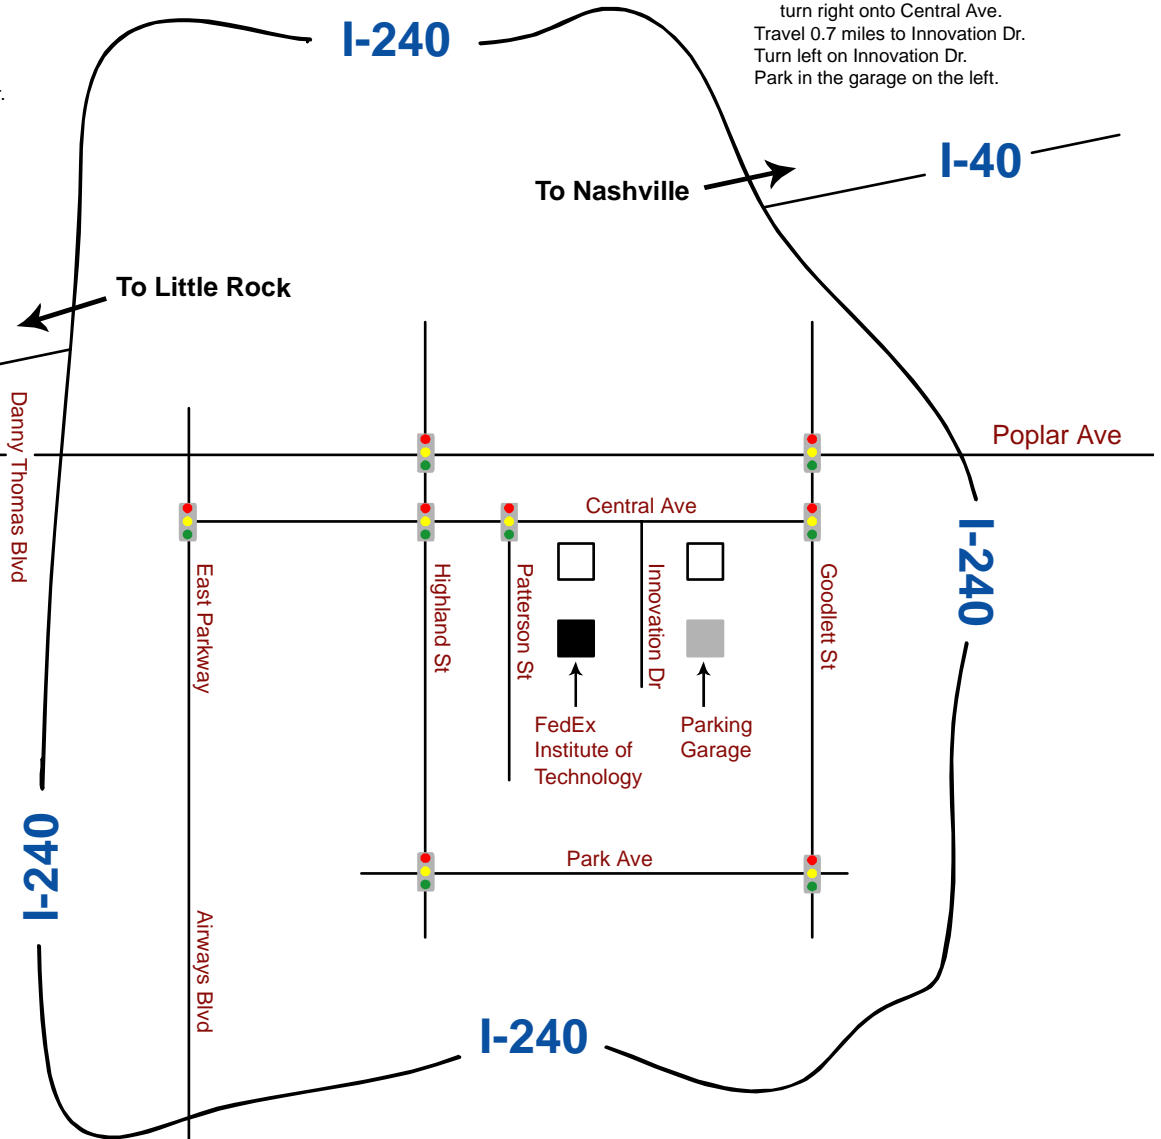 turn right onto Central Ave.
Travel 0.7 miles to Innovation Dr.
Turn left on Innovation Dr.
Park in the garage on the left.
I-240
I-40
To Nashville
To Little Rock
Danny Thomas Blvd
Poplar Ave
Central Ave
I-240
East Parkway
Highland St
Patterson St
Innovation Dr
Goodlett St
FedEx
Institute of
Technology
Parking
Garage
I-240
Park Ave
Airways Blvd
I-240